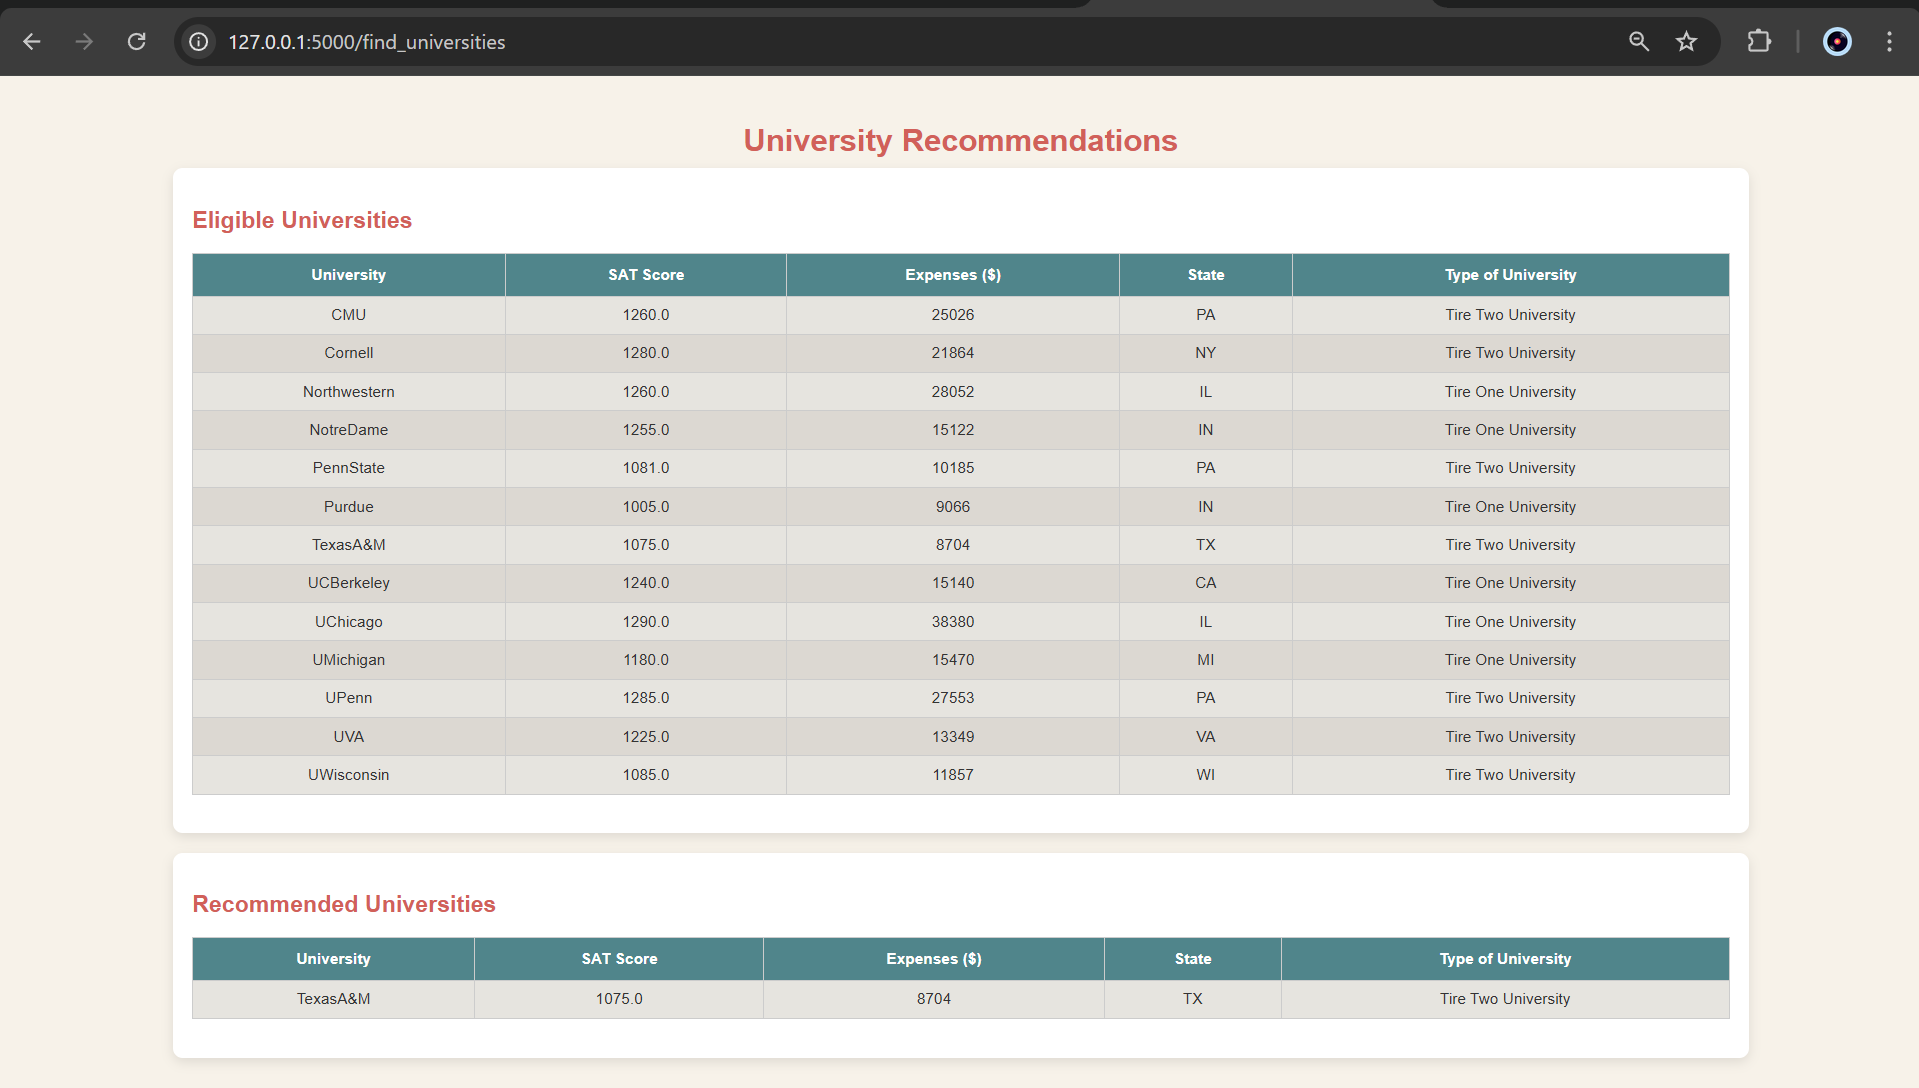 127.0.0.1:5000/find_universities
University Recommendations
Eligible Universities
University SAT Score Expenses ($) State Type of University
CMU 1260.0 25026 PA Tire Two University
Cornell 1280.0 21864 NY Tire Two University
Northwestern 1260.0 28052 IL Tire One University
NotreDame 1255.0 15122 IN Tire One University
PennState 1081.0 10185 PA Tire Two University
Purdue 1005.0 9066 IN Tire One University
TexasA&M 1075.0 8704 TX Tire Two University
UCBerkeley 1240.0 15140 CA Tire One University
UChicago 1290.0 38380 IL Tire One University
UMichigan 1180.0 15470 MI Tire One University
UPenn 1285.0 27553 PA Tire Two University
UVA 1225.0 13349 VA Tire Two University
UWisconsin 1085.0 11857 WI Tire Two University
Recommended Universities
University SAT Score Expenses ($) State Type of University
TexasA&M 1075.0 8704 TX Tire Two University